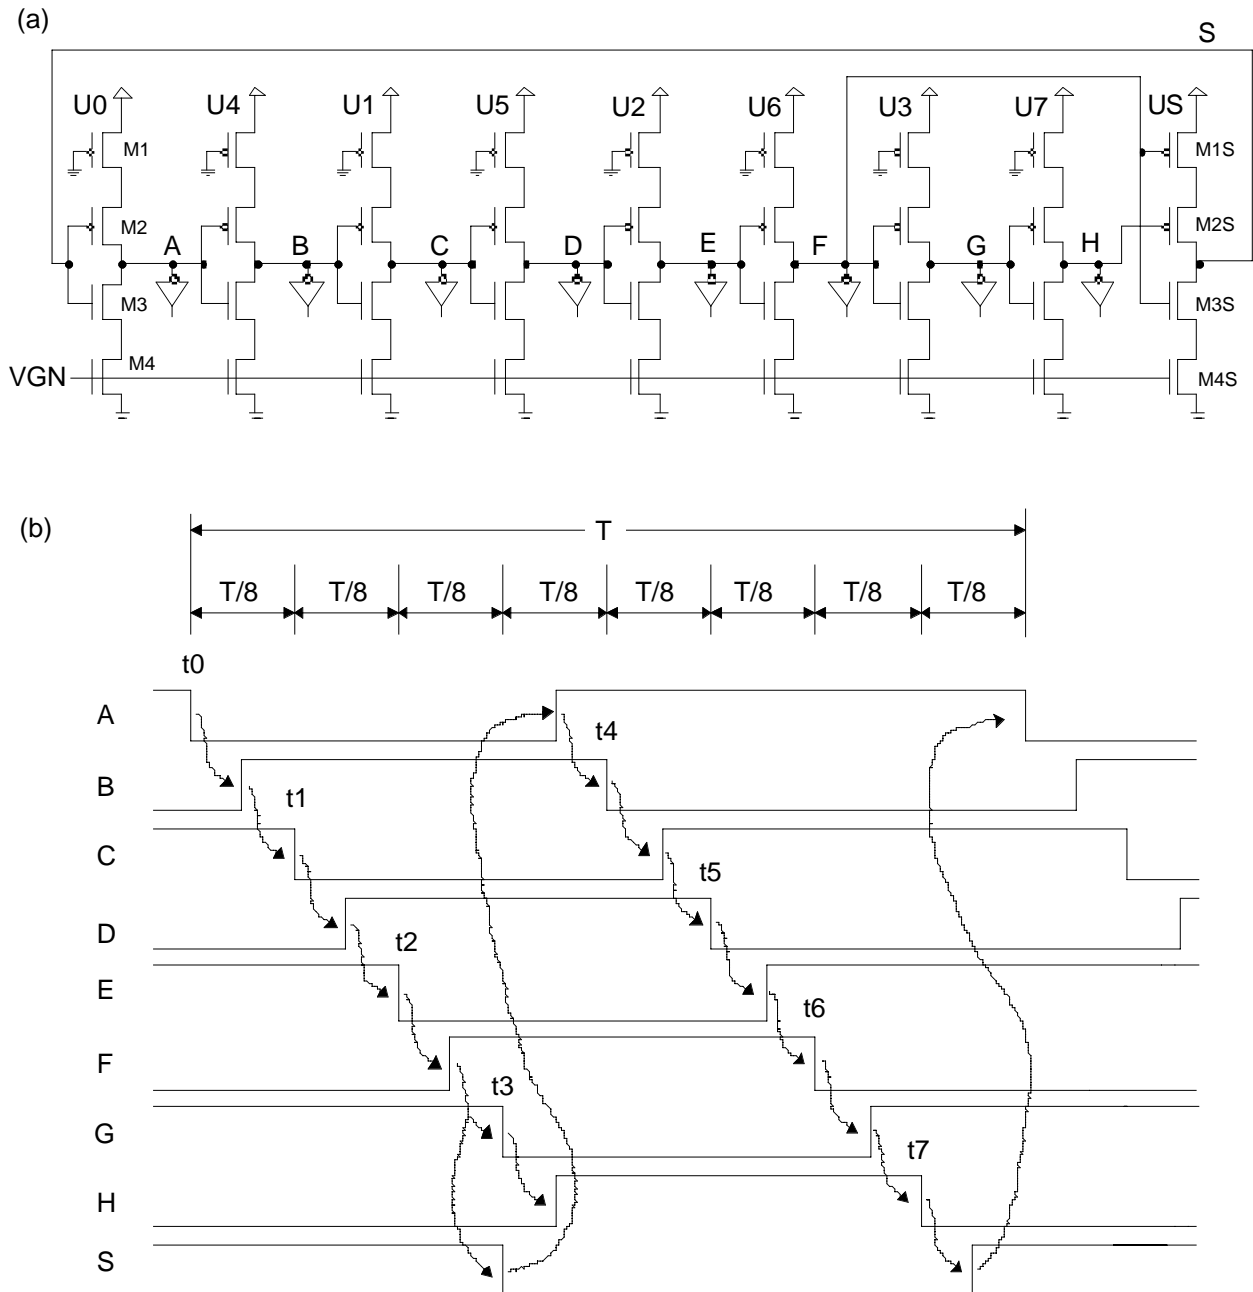 (a)
S
U0 U4 U1 U5 U2 U6 U3 U7 US
M1 M1S
M2 M2S
A B C D E F G H
M3 M3S
M4
VGN M4S
(b)
T
T/8 T/8 T/8 T/8 T/8 T/8 T/8 T/8
t0
A
t4
B
t1
C
t5
D
t2
E
t6
F
t3
G
t7
H
S